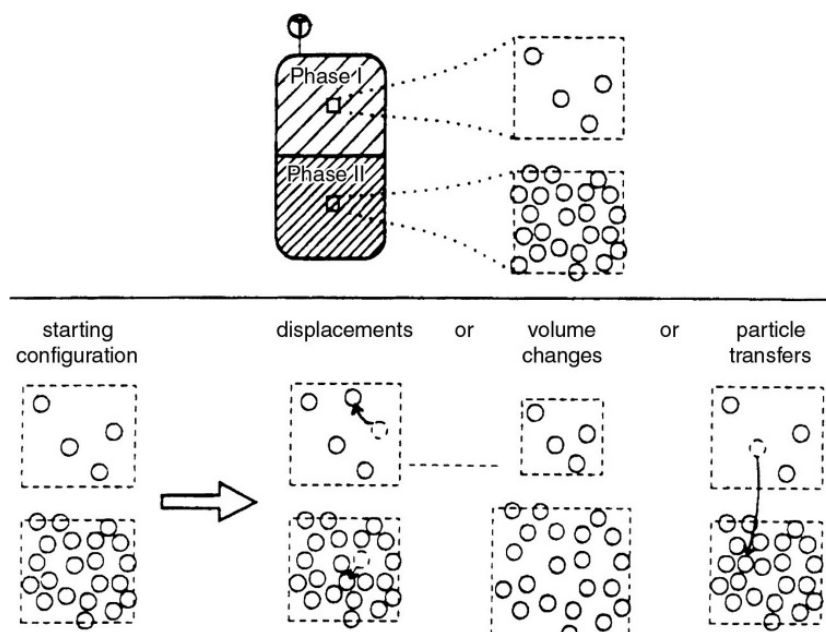 Phase I
Phase II
starting
configuration
displacements or volume
changes or particle
transfers